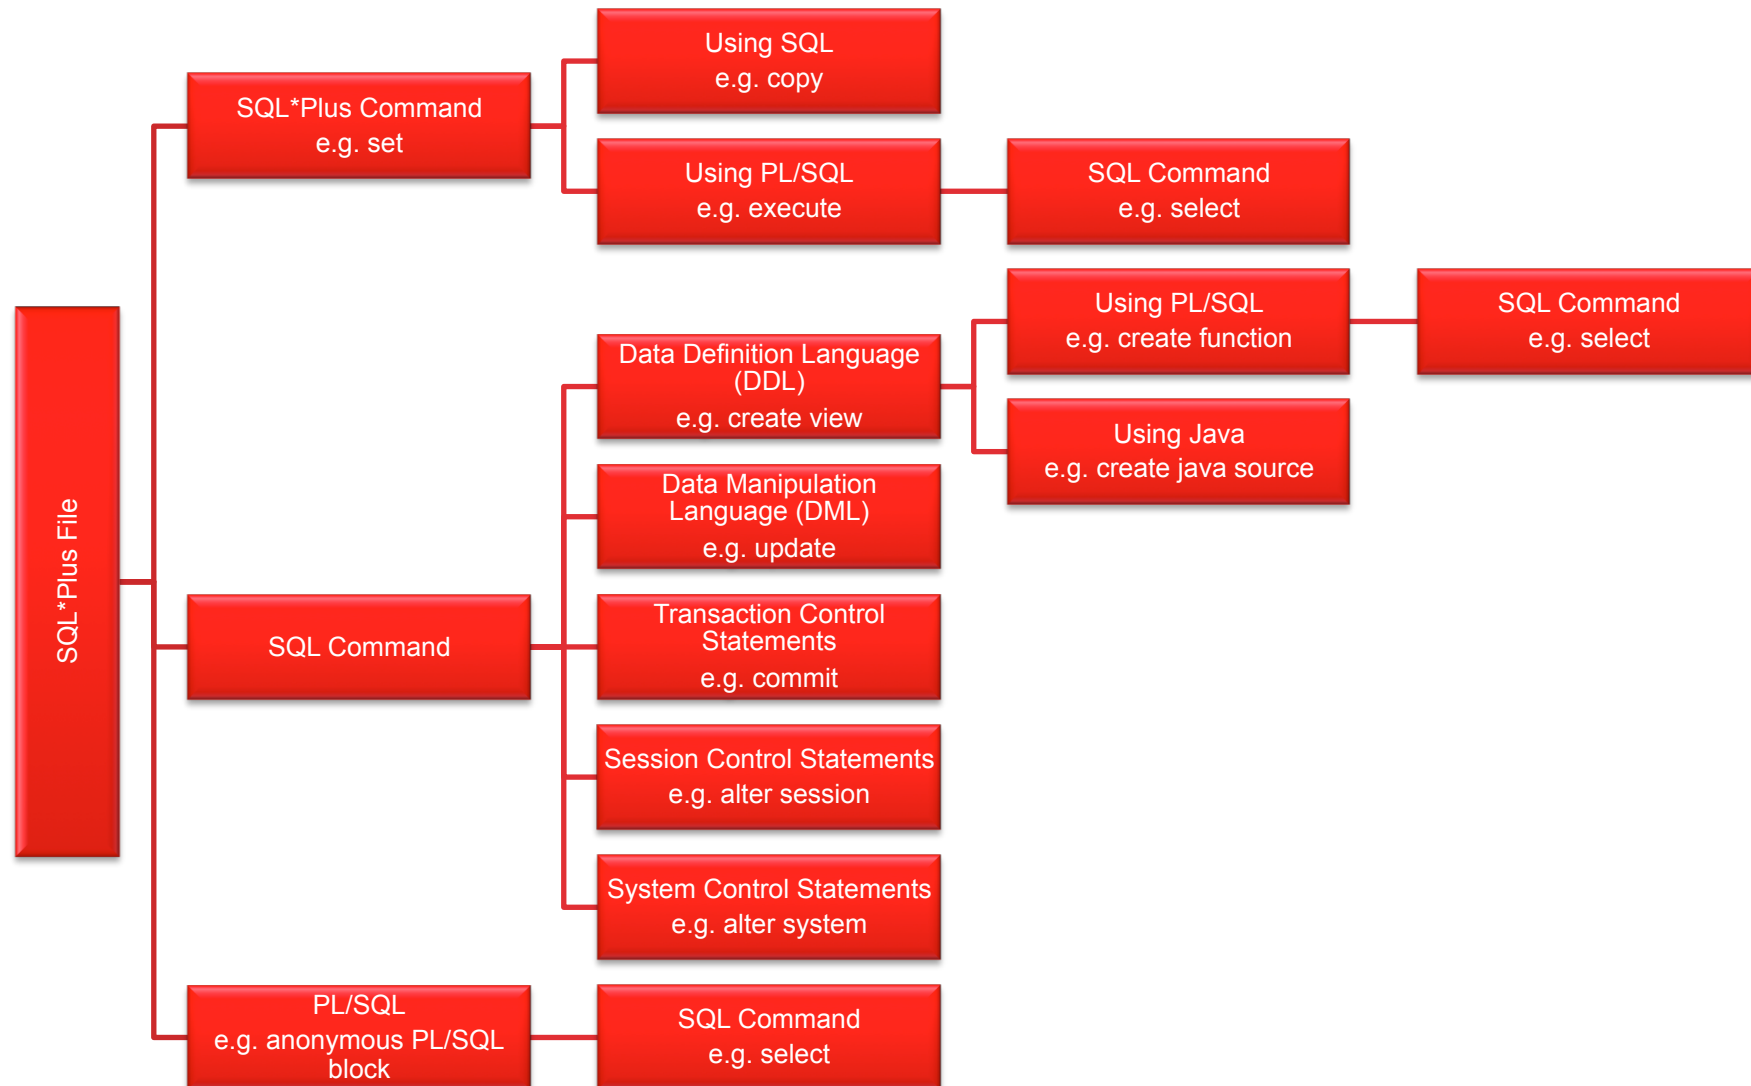 SQL*Plus File
SQL*Plus Command
e.g. set
Using SQL
e.g. copy
Using PL/SQL
e.g. execute
SQL Command
e.g. select
SQL Command
Data Definition Language
(DDL)
e.g. create view
Using PL/SQL
e.g. create function
SQL Command
e.g. select
Using Java
e.g. create java source
Data Manipulation
Language (DML)
e.g. update
Transaction Control
Statements
e.g. commit
Session Control Statements
e.g. alter session
System Control Statements
e.g. alter system
PL/SQL
e.g. anonymous PL/SQL
block
SQL Command
e.g. select